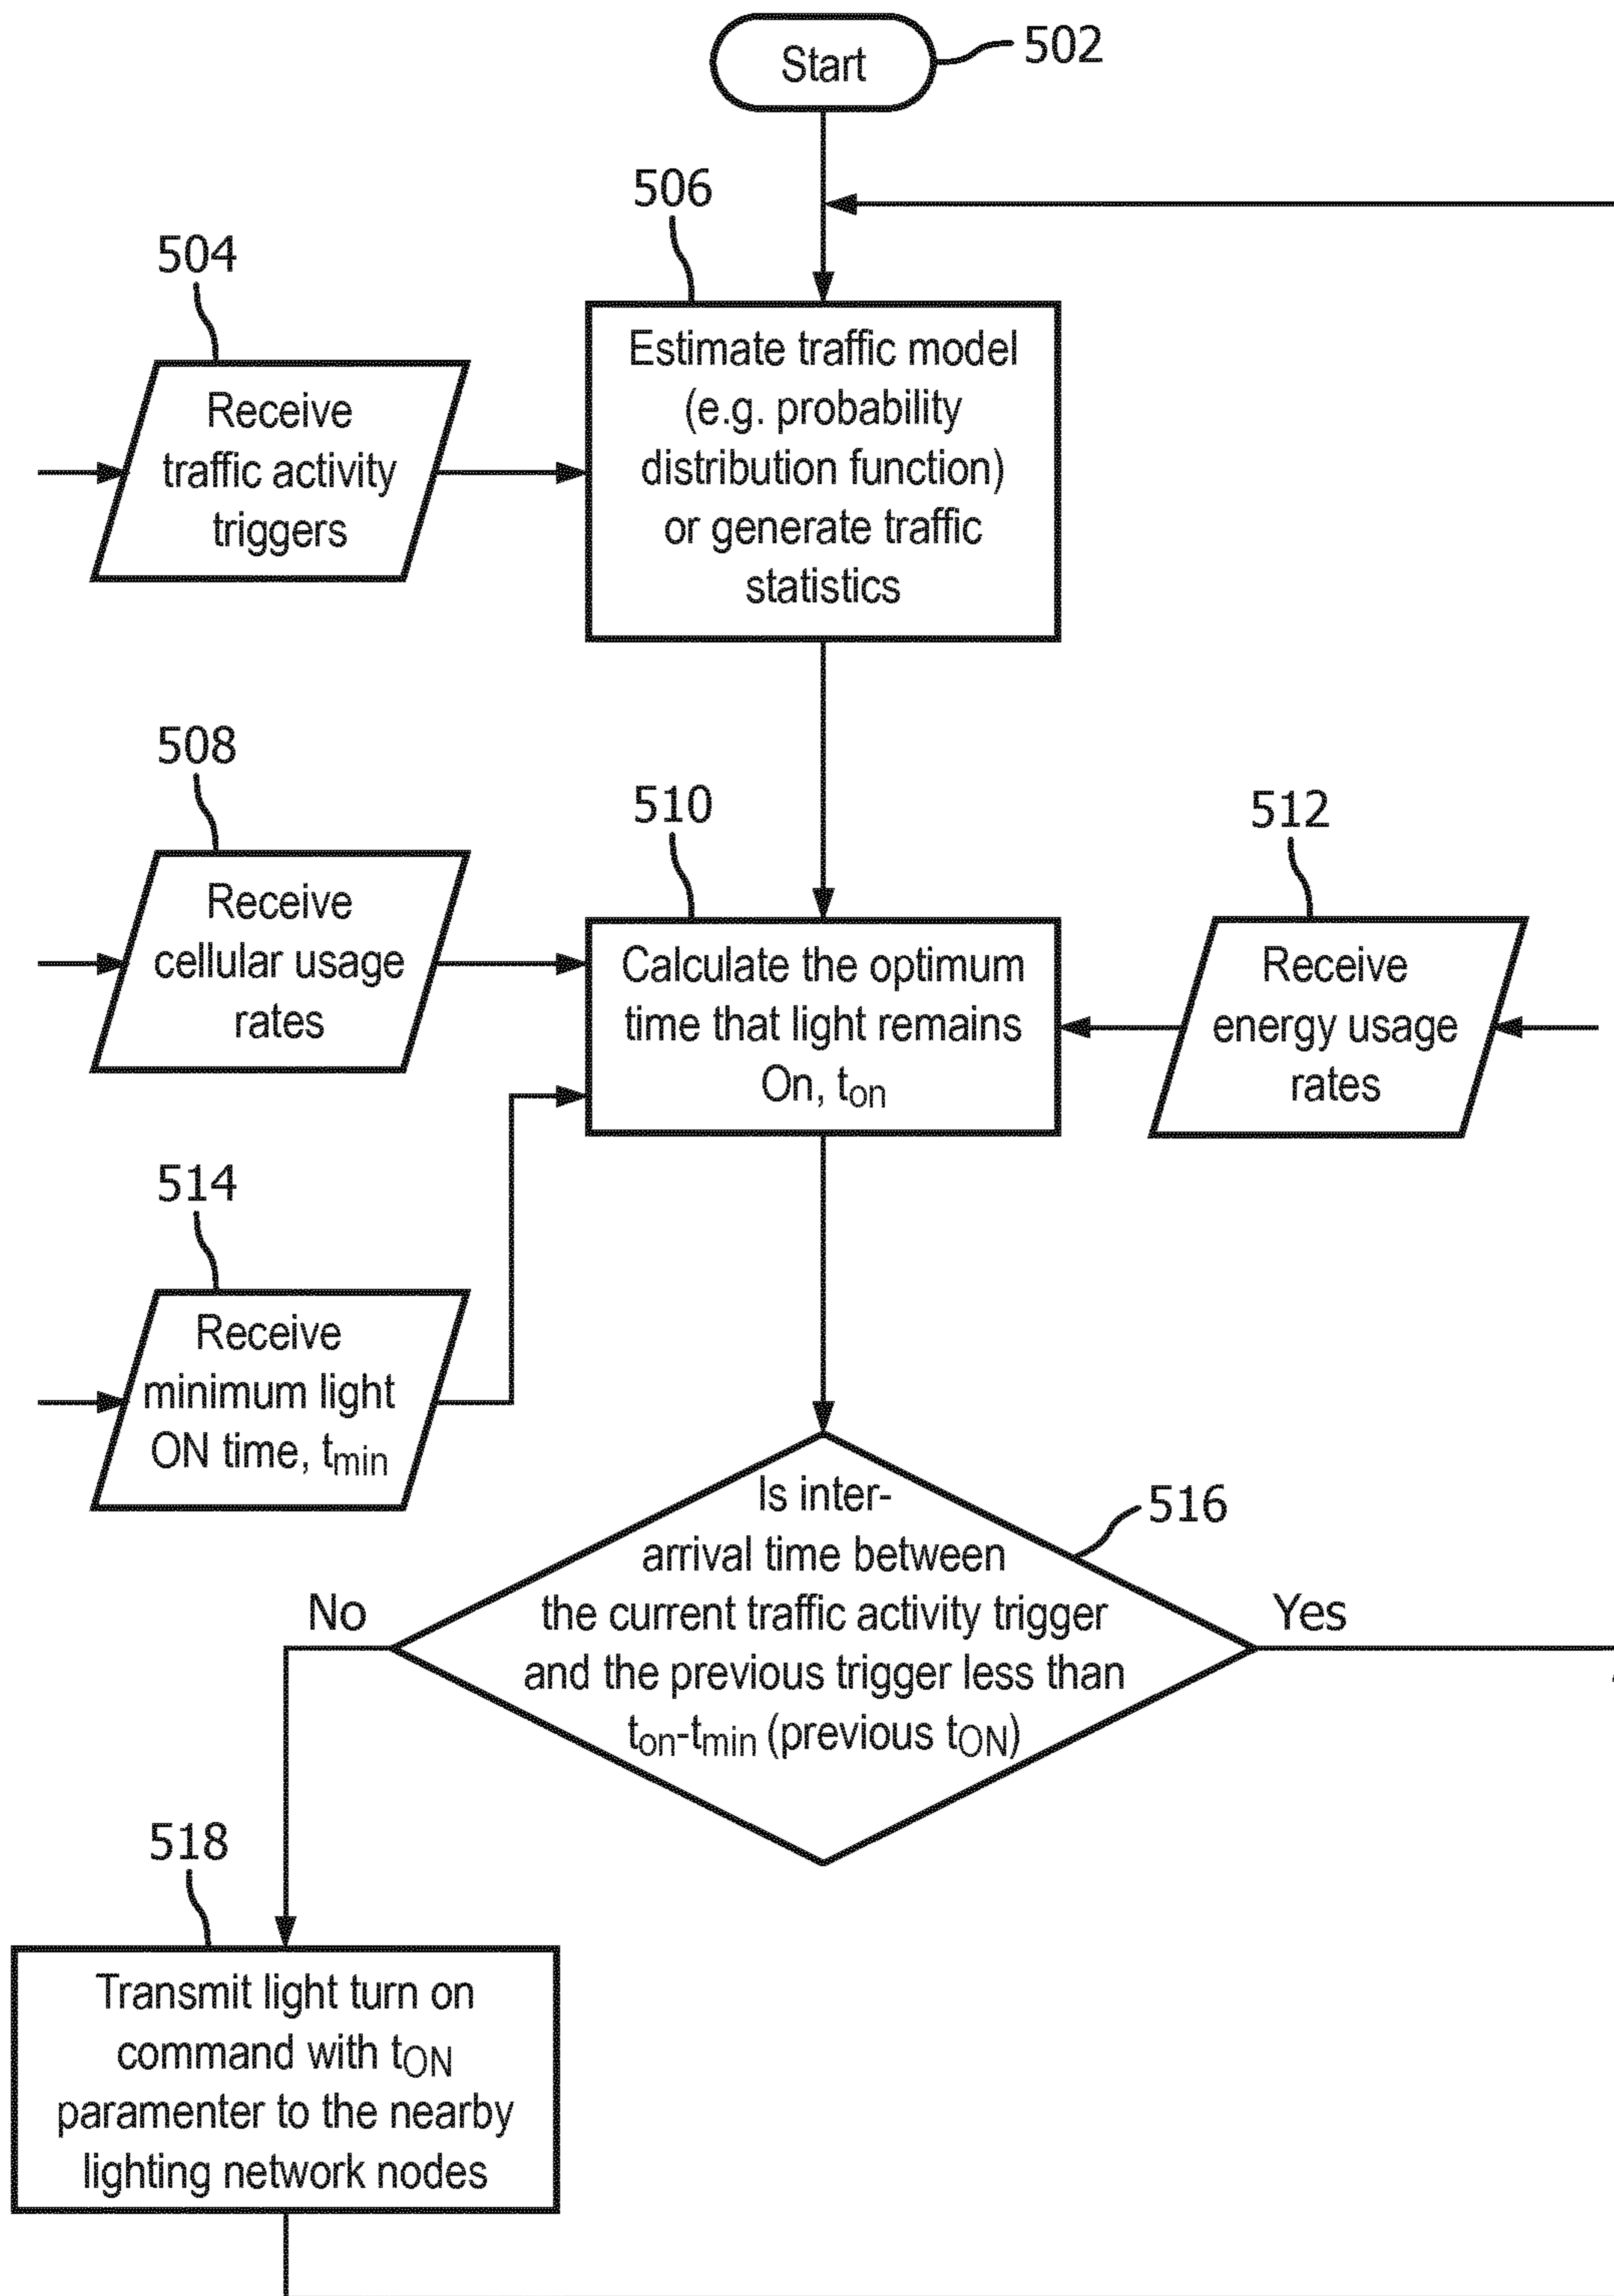 Start
502
506
504
Estimate traffic model
(e.g. probability
distribution function)
or generate traffic
statistics
Receive
traffic activity
triggers
508
510
512
Receive
cellular usage
rates
Calculate the optimum
time that light remains
On, ton
Receive
energy usage
rates
514
Receive
minimum light
ON time, tmin
516
Is inter-
arrival time between
the current traffic activity trigger
and the previous trigger less than
ton-tmin (previous tON)
No
Yes
518
Transmit light turn on
command with tON
paramenter to the nearby
lighting network nodes